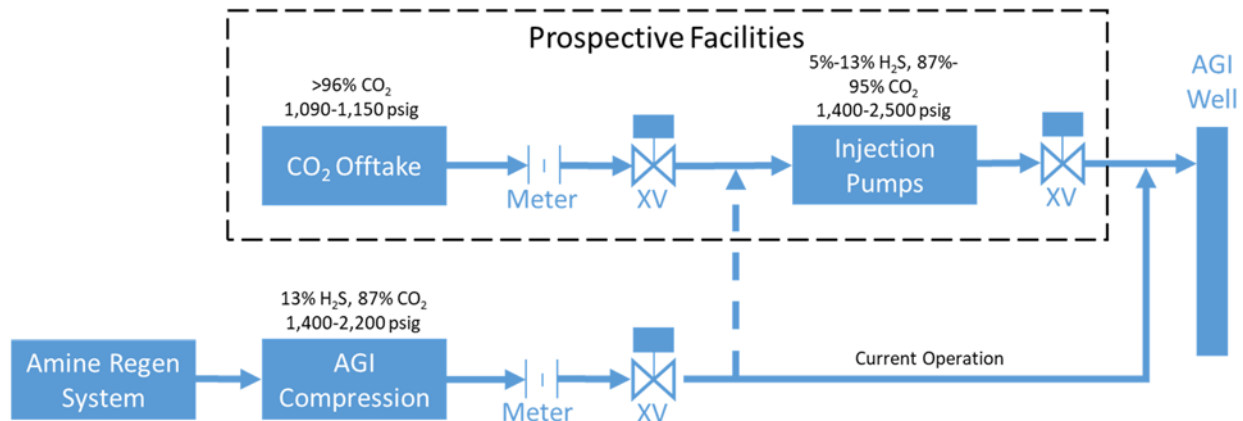 Prospective Facilities
>96% CO₂
1,090-1,150 psig
CO₂ Offtake
Meter
XV
5%-13% H₂S, 87%-
95% CO₂
1,400-2,500 psig
Injection
Pumps
XV
AGI
Well
13% H₂S, 87% CO₂
1,400-2,200 psig
Amine Regen
System
AGI
Compression
Meter
XV
Current Operation